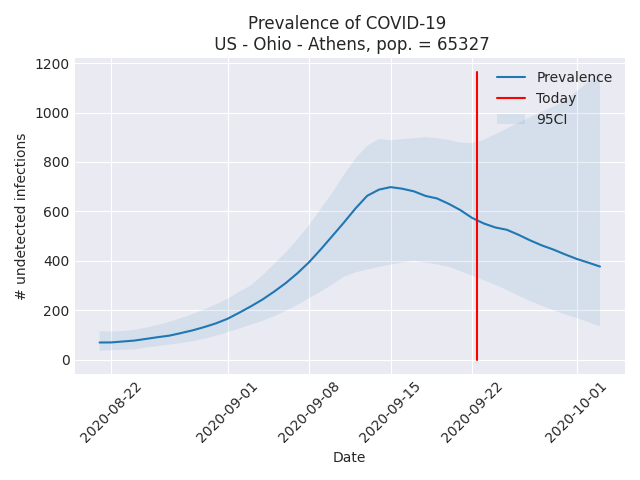 Prevalence of COVID-19
US - Ohio - Athens, pop. = 65327
1200
1000
800
600
400
200
0
# undetected infections
Prevalence
Today
95CI
2020-08-22
2020-09-01
2020-09-08
2020-09-15
2020-09-22
2020-10-01
Date